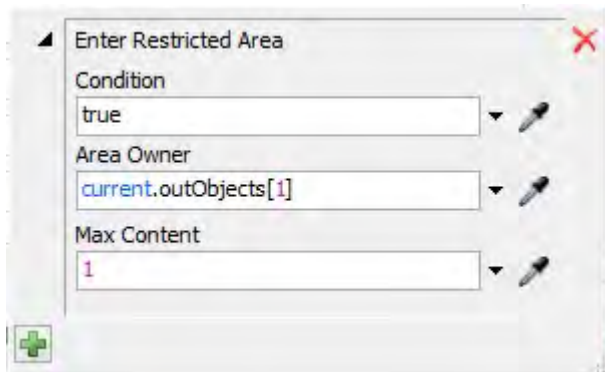 Enter Restricted Area
Condition
true
Area Owner
current.outObjects[1]
Max Content
1